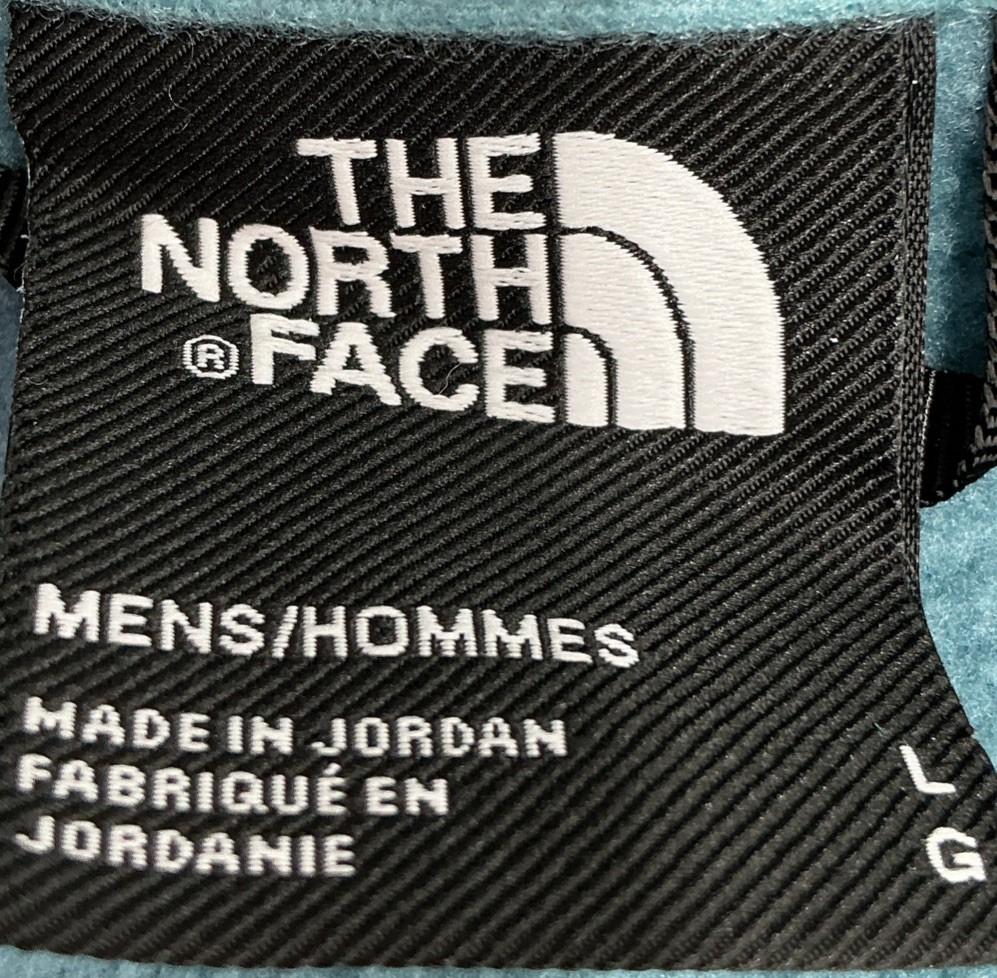 THE
NORTH
® FACE
MENS/HOMMES
MADE IN JORDAN
FABRIQUÉ EN
JORDANIE
L
G